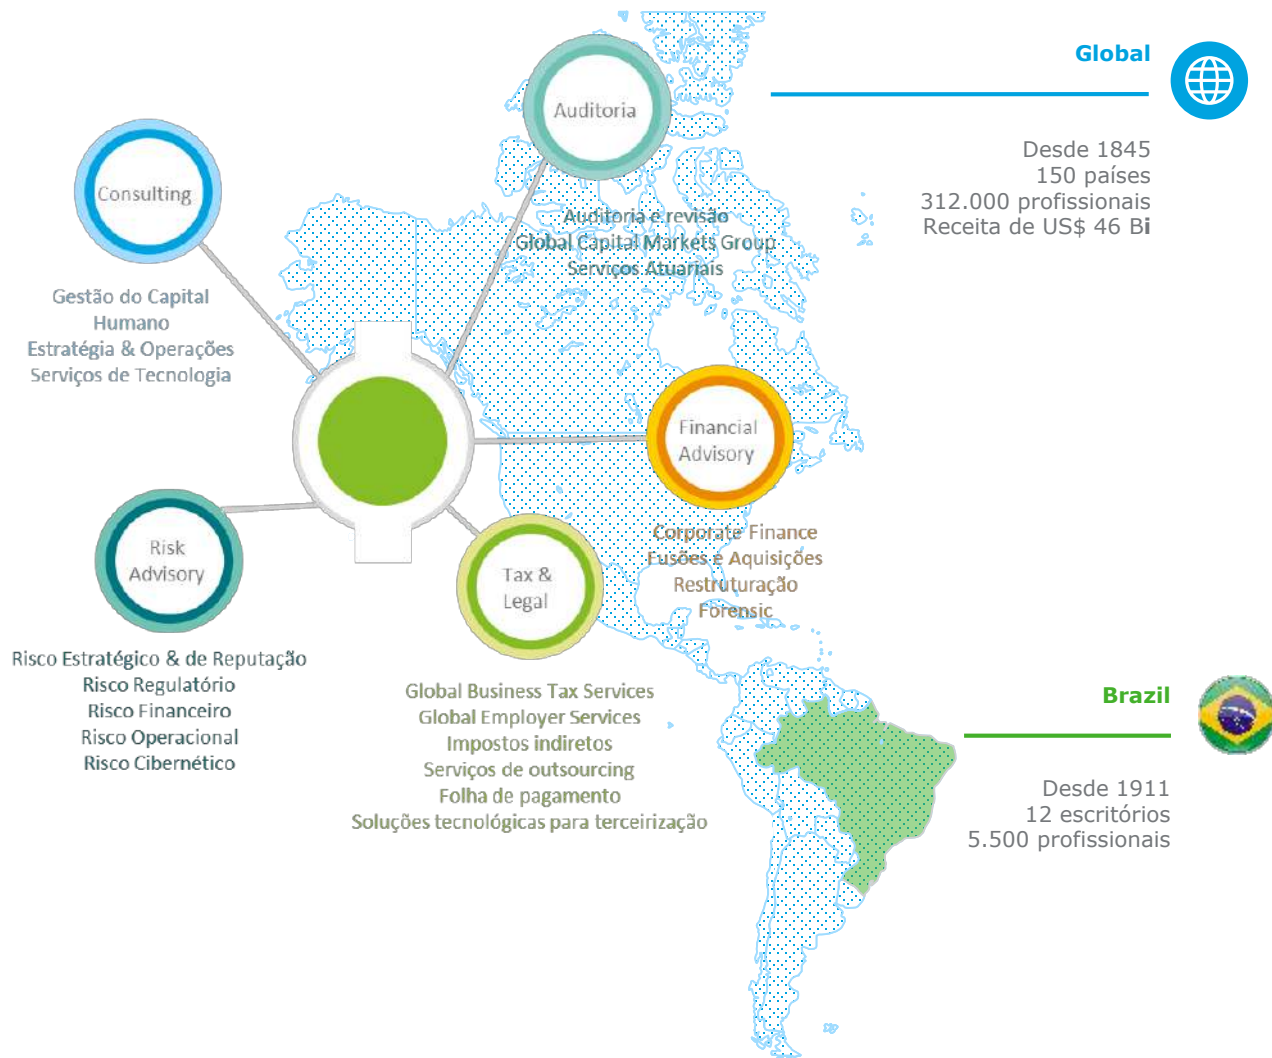 Global
Desde 1845
150 países
312.000 profissionais
Receita de US$ 46 Bi
Auditoria
Auditoria e revisão
Global Capital Markets Group
Serviços Atuariais
Consulting
Gestão do Capital
Humano
Estratégia & Operações
Serviços de Tecnologia
Financial
Advisory
Corporate Finance
Fusões e Aquisições
Restruturação
Forensic
Risk
Advisory
Risco Estratégico & de Reputação
Risco Regulatório
Risco Financeiro
Risco Operacional
Risco Cibernético
Tax &
Legal
Global Business Tax Services
Global Employer Services
Impostos indiretos
Serviços de outsourcing
Folha de pagamento
Soluções tecnológicas para terceirização
Brazil
Desde 1911
12 escritórios
5.500 profissionais